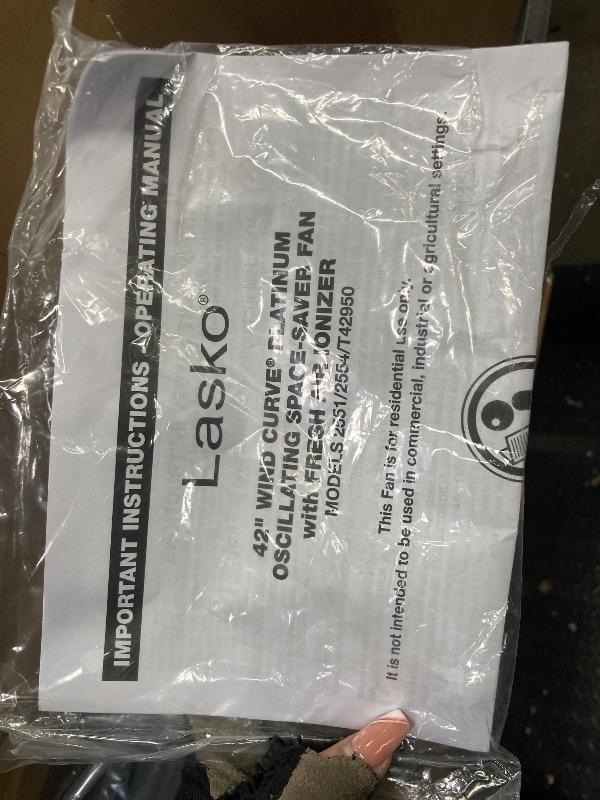 IMPORTANT INSTRUCTIONS - OPERATING MANUAL
Lasko®
42" WIND CURVE® PLATINUM
OSCILLATING SPACE-SAVER FAN
with FRESH AIR IONIZER
MODELS 2551/2554/T42950
This Fan is for residential use only.
It is not intended to be used in commercial, industrial or agricultural settings.